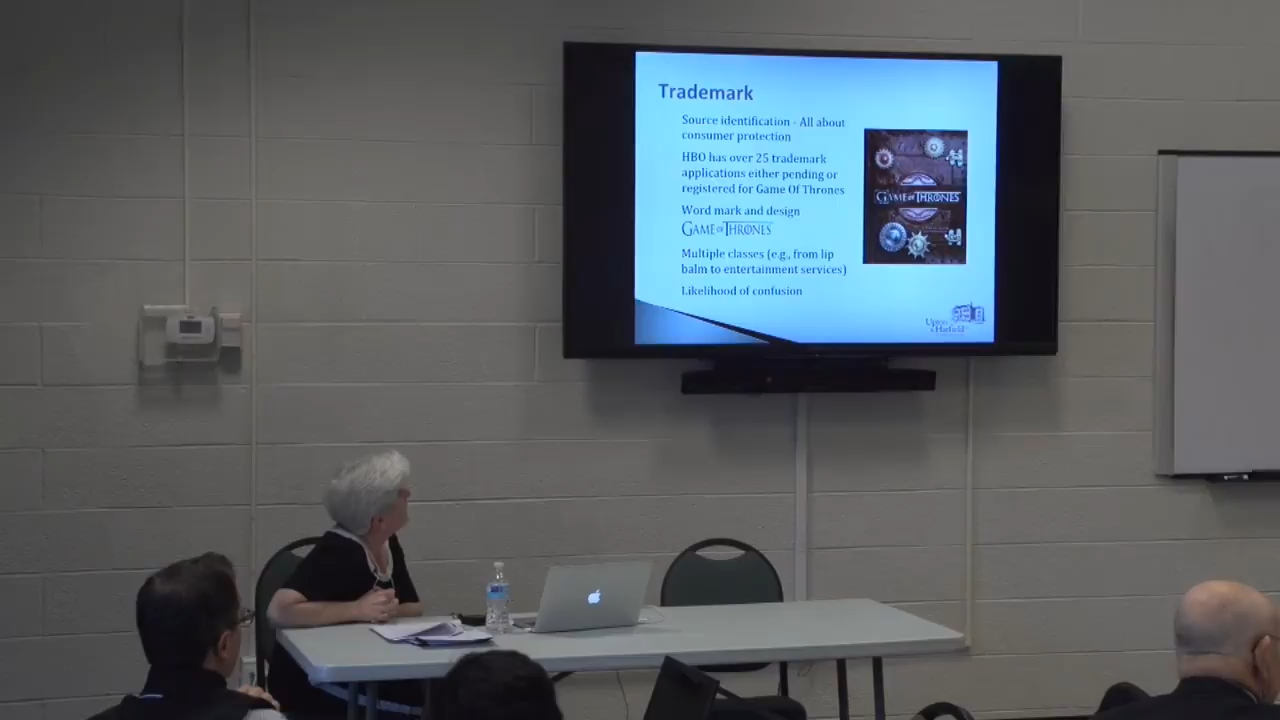 Trademark
Source identification - All about
consumer protection
HBO has over 25 trademark
applications either pending or
registered for Game Of Thrones
Word mark and design
GAME OF THRONES
Multiple classes (e.g., from lip
balm to entertainment services)
Likelihood of confusion
GAME OF THRONES
Upton
& Hatfield